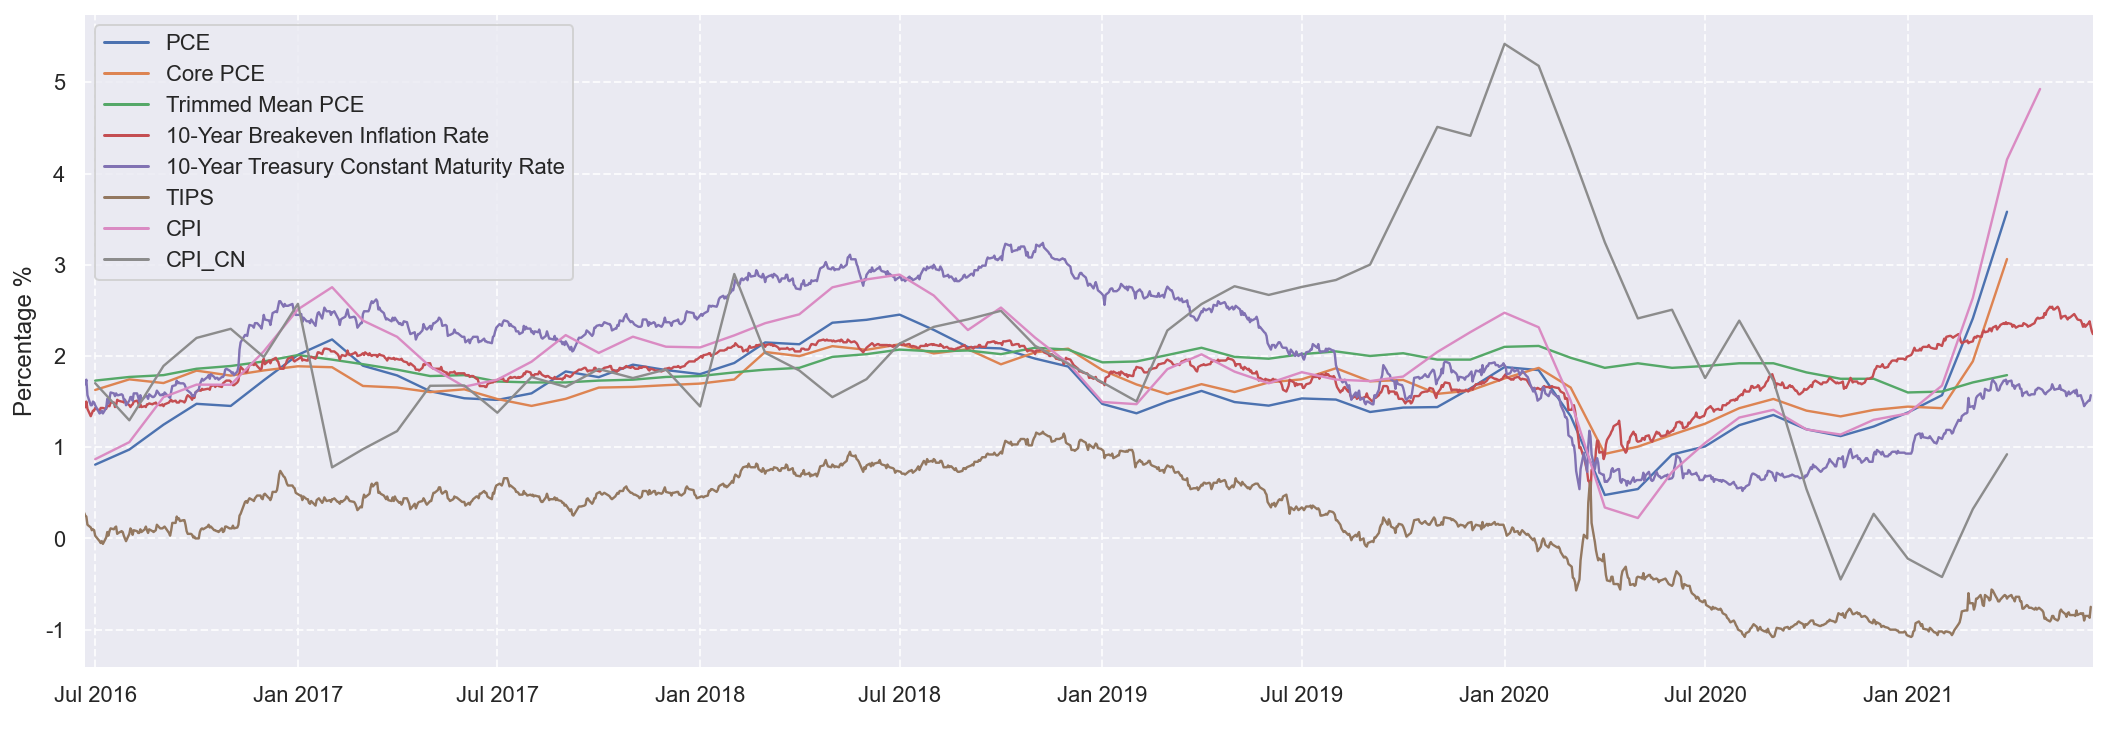 PCE
Core PCE
Trimmed Mean PCE
10-Year Breakeven Inflation Rate
10-Year Treasury Constant Maturity Rate
TIPS
CPI
CPI_CN
Percentage %
5
4
3
2
1
0
-1
Jul 2016 Jan 2017 Jul 2017 Jan 2018 Jul 2018 Jan 2019 Jul 2019 Jan 2020 Jul 2020 Jan 2021